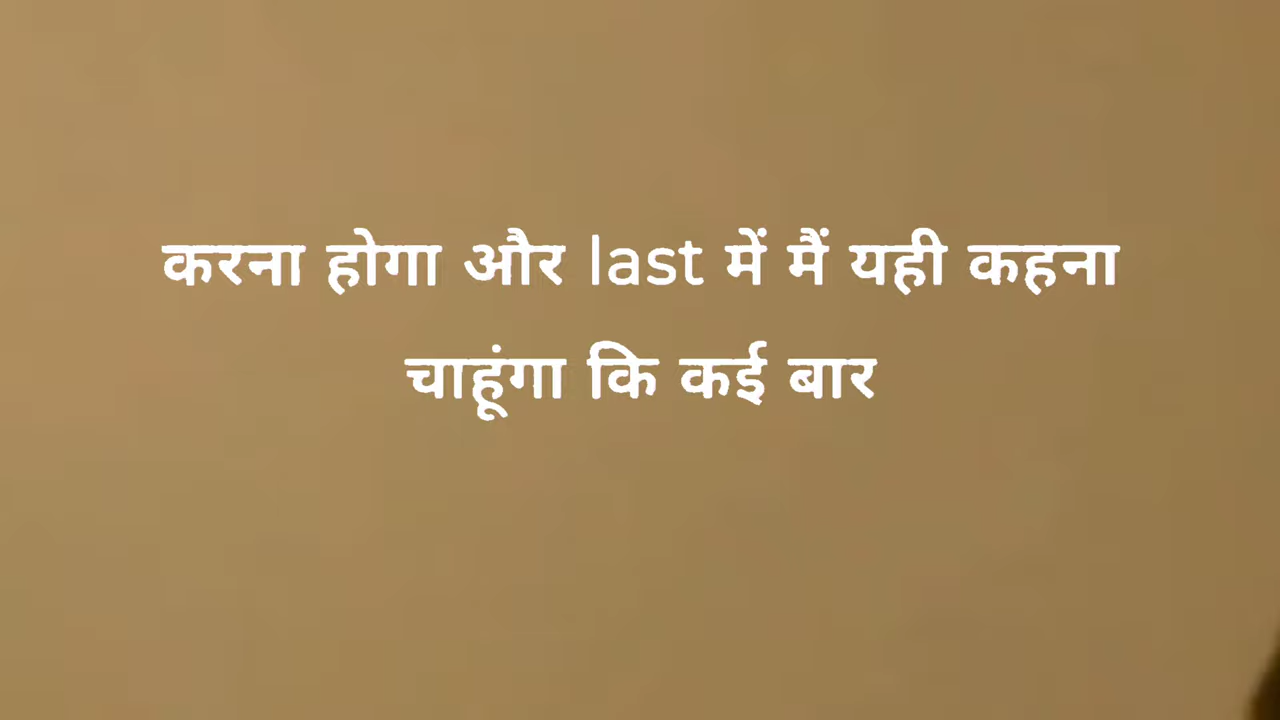 करना होगा और last में मैं यही कहना
चाहूंगा कि कई बार